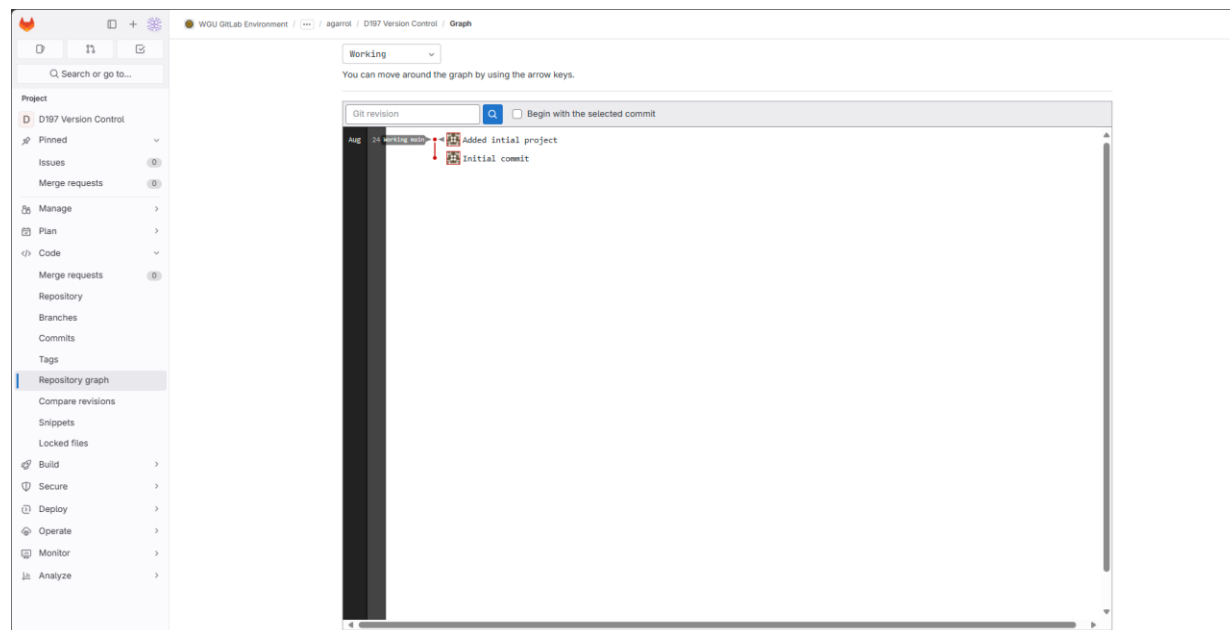 WGU GitLab Environment / ... / agarrol / D197 Version Control / Graph
Search or go to...
Project
D D197 Version Control
Pinned
Issues 0
Merge requests 0
Manage
Plan
Code
Merge requests 0
Repository
Branches
Commits
Tags
Repository graph
Compare revisions
Snippets
Locked files
Build
Secure
Deploy
Operate
Monitor
Analyze
Working
You can move around the graph by using the arrow keys.
Git revision
Begin with the selected commit
Aug 24 Working main Added intial project
Initial commit